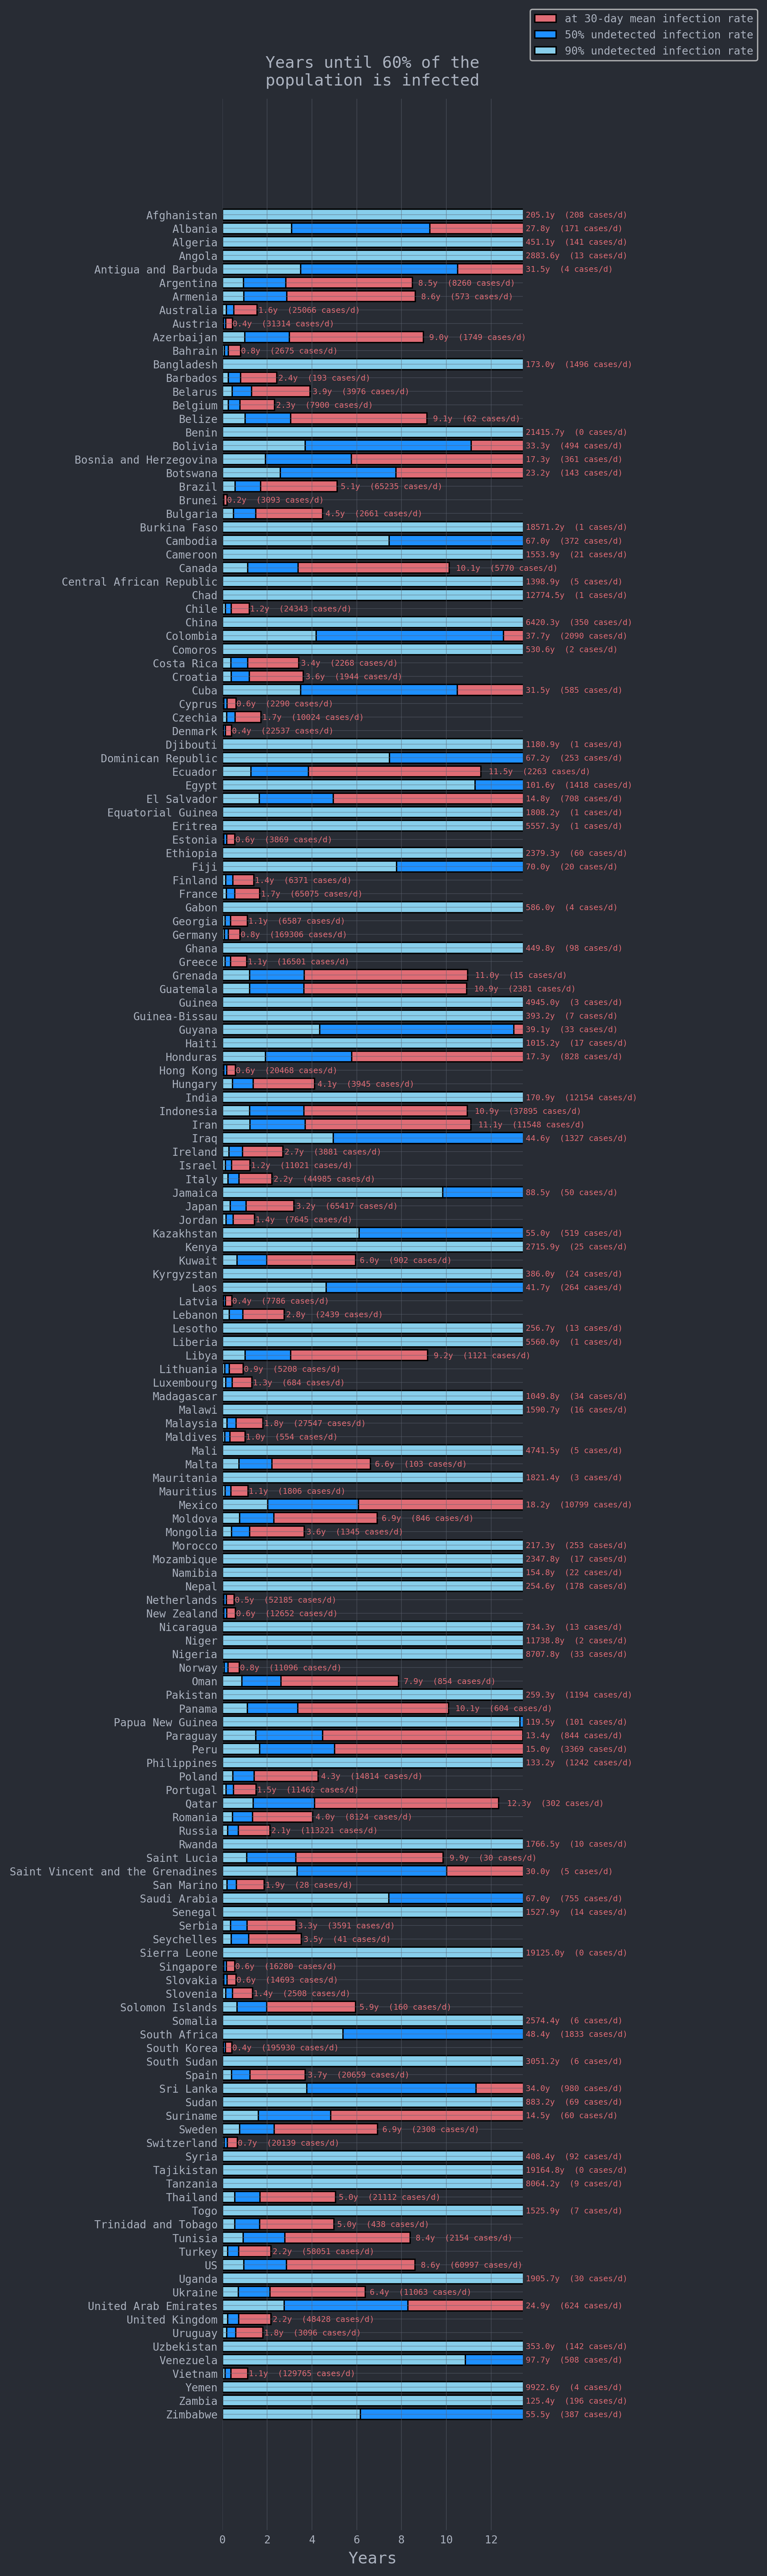 at 30-day mean infection rate
50% undetected infection rate
90% undetected infection rate
Years until 60% of the
population is infected
Afghanistan 205.1y (208 cases/d)
Albania 27.8y (171 cases/d)
Algeria 451.1y (141 cases/d)
Angola 2883.6y (13 cases/d)
Antigua and Barbuda 31.5y (4 cases/d)
Argentina 8.5y (8260 cases/d)
Armenia 8.6y (573 cases/d)
Australia 1.6y (25066 cases/d)
Austria 0.4y (31314 cases/d)
Azerbaijan 9.0y (1749 cases/d)
Bahrain 0.8y (2675 cases/d)
Bangladesh 173.0y (1496 cases/d)
Barbados 2.4y (193 cases/d)
Belarus 3.9y (3976 cases/d)
Belgium 2.3y (7900 cases/d)
Belize 9.1y (62 cases/d)
Benin 21415.7y (0 cases/d)
Bolivia 33.3y (494 cases/d)
Bosnia and Herzegovina 17.3y (361 cases/d)
Botswana 23.2y (143 cases/d)
Brazil 5.1y (65235 cases/d)
Brunei 0.2y (3093 cases/d)
Bulgaria 4.5y (2661 cases/d)
Burkina Faso 18571.2y (1 cases/d)
Cambodia 67.0y (372 cases/d)
Cameroon 1553.9y (21 cases/d)
Canada 10.1y (5770 cases/d)
Central African Republic 1398.9y (5 cases/d)
Chad 12774.5y (1 cases/d)
Chile 1.2y (24343 cases/d)
China 6420.3y (350 cases/d)
Colombia 37.7y (2090 cases/d)
Comoros 530.6y (2 cases/d)
Costa Rica 3.4y (2268 cases/d)
Croatia 3.6y (1944 cases/d)
Cuba 31.5y (585 cases/d)
Cyprus 0.6y (2290 cases/d)
Czechia 1.7y (10024 cases/d)
Denmark 0.4y (22537 cases/d)
Djibouti 1180.9y (1 cases/d)
Dominican Republic 67.2y (253 cases/d)
Ecuador 11.5y (2263 cases/d)
Egypt 101.6y (1418 cases/d)
El Salvador 14.8y (708 cases/d)
Equatorial Guinea 1808.2y (1 cases/d)
Eritrea 5557.3y (1 cases/d)
Estonia 0.6y (3869 cases/d)
Ethiopia 2379.3y (60 cases/d)
Fiji 70.0y (20 cases/d)
Finland 1.4y (6371 cases/d)
France 1.7y (65075 cases/d)
Gabon 586.0y (4 cases/d)
Georgia 1.1y (6587 cases/d)
Germany 0.8y (169306 cases/d)
Ghana 449.8y (98 cases/d)
Greece 1.1y (16501 cases/d)
Grenada 11.0y (15 cases/d)
Guatemala 10.9y (2381 cases/d)
Guinea 4945.0y (3 cases/d)
Guinea-Bissau 393.2y (7 cases/d)
Guyana 39.1y (33 cases/d)
Haiti 1015.2y (17 cases/d)
Honduras 17.3y (828 cases/d)
Hong Kong 0.6y (20468 cases/d)
Hungary 4.1y (3945 cases/d)
India 170.9y (12154 cases/d)
Indonesia 10.9y (37895 cases/d)
Iran 11.1y (11548 cases/d)
Iraq 44.6y (1327 cases/d)
Ireland 2.7y (3881 cases/d)
Israel 1.2y (11021 cases/d)
Italy 2.2y (44985 cases/d)
Jamaica 88.5y (50 cases/d)
Japan 3.2y (65417 cases/d)
Jordan 1.4y (7645 cases/d)
Kazakhstan 55.0y (519 cases/d)
Kenya 2715.9y (25 cases/d)
Kuwait 6.0y (902 cases/d)
Kyrgyzstan 386.0y (24 cases/d)
Laos 41.7y (264 cases/d)
Latvia 0.4y (7786 cases/d)
Lebanon 2.8y (2439 cases/d)
Lesotho 256.7y (13 cases/d)
Liberia 5560.0y (1 cases/d)
Libya 9.2y (1121 cases/d)
Lithuania 0.9y (5208 cases/d)
Luxembourg 1.3y (684 cases/d)
Madagascar 1049.8y (34 cases/d)
Malawi 1590.7y (16 cases/d)
Malaysia 1.8y (27547 cases/d)
Maldives 1.0y (554 cases/d)
Mali 4741.5y (5 cases/d)
Malta 6.6y (103 cases/d)
Mauritania 1821.4y (3 cases/d)
Mauritius 1.1y (1806 cases/d)
Mexico 18.2y (10799 cases/d)
Moldova 6.9y (846 cases/d)
Mongolia 3.6y (1345 cases/d)
Morocco 217.3y (253 cases/d)
Mozambique 2347.8y (17 cases/d)
Namibia 154.8y (22 cases/d)
Nepal 254.6y (178 cases/d)
Netherlands 0.5y (52185 cases/d)
New Zealand 0.6y (12652 cases/d)
Nicaragua 734.3y (13 cases/d)
Niger 11738.8y (2 cases/d)
Nigeria 8707.8y (33 cases/d)
Norway 0.8y (11096 cases/d)
Oman 7.9y (854 cases/d)
Pakistan 259.3y (1194 cases/d)
Panama 10.1y (604 cases/d)
Papua New Guinea 119.5y (101 cases/d)
Paraguay 13.4y (844 cases/d)
Peru 15.0y (3369 cases/d)
Philippines 133.2y (1242 cases/d)
Poland 4.3y (14814 cases/d)
Portugal 1.5y (11462 cases/d)
Qatar 12.3y (302 cases/d)
Romania 4.0y (8124 cases/d)
Russia 2.1y (113221 cases/d)
Rwanda 1766.5y (10 cases/d)
Saint Lucia 9.9y (30 cases/d)
Saint Vincent and the Grenadines 30.0y (5 cases/d)
San Marino 1.9y (28 cases/d)
Saudi Arabia 67.0y (755 cases/d)
Senegal 1527.9y (14 cases/d)
Serbia 3.3y (3591 cases/d)
Seychelles 3.5y (41 cases/d)
Sierra Leone 19125.0y (0 cases/d)
Singapore 0.6y (16280 cases/d)
Slovakia 0.6y (14693 cases/d)
Slovenia 1.4y (2508 cases/d)
Solomon Islands 5.9y (160 cases/d)
Somalia 2574.4y (6 cases/d)
South Africa 48.4y (1833 cases/d)
South Korea 0.4y (195930 cases/d)
South Sudan 3051.2y (6 cases/d)
Spain 3.7y (20659 cases/d)
Sri Lanka 34.0y (980 cases/d)
Sudan 883.2y (69 cases/d)
Suriname 14.5y (60 cases/d)
Sweden 6.9y (2308 cases/d)
Switzerland 0.7y (20139 cases/d)
Syria 408.4y (92 cases/d)
Tajikistan 19164.8y (0 cases/d)
Tanzania 8064.2y (9 cases/d)
Thailand 5.0y (21112 cases/d)
Togo 1525.9y (7 cases/d)
Trinidad and Tobago 5.0y (438 cases/d)
Tunisia 8.4y (2154 cases/d)
Turkey 2.2y (58051 cases/d)
US 8.6y (60997 cases/d)
Uganda 1905.7y (30 cases/d)
Ukraine 6.4y (11063 cases/d)
United Arab Emirates 24.9y (624 cases/d)
United Kingdom 2.2y (48428 cases/d)
Uruguay 1.8y (3096 cases/d)
Uzbekistan 353.0y (142 cases/d)
Venezuela 97.7y (508 cases/d)
Vietnam 1.1y (129765 cases/d)
Yemen 9922.6y (4 cases/d)
Zambia 125.4y (196 cases/d)
Zimbabwe 55.5y (387 cases/d)
0 2 4 6 8 10 12
Years